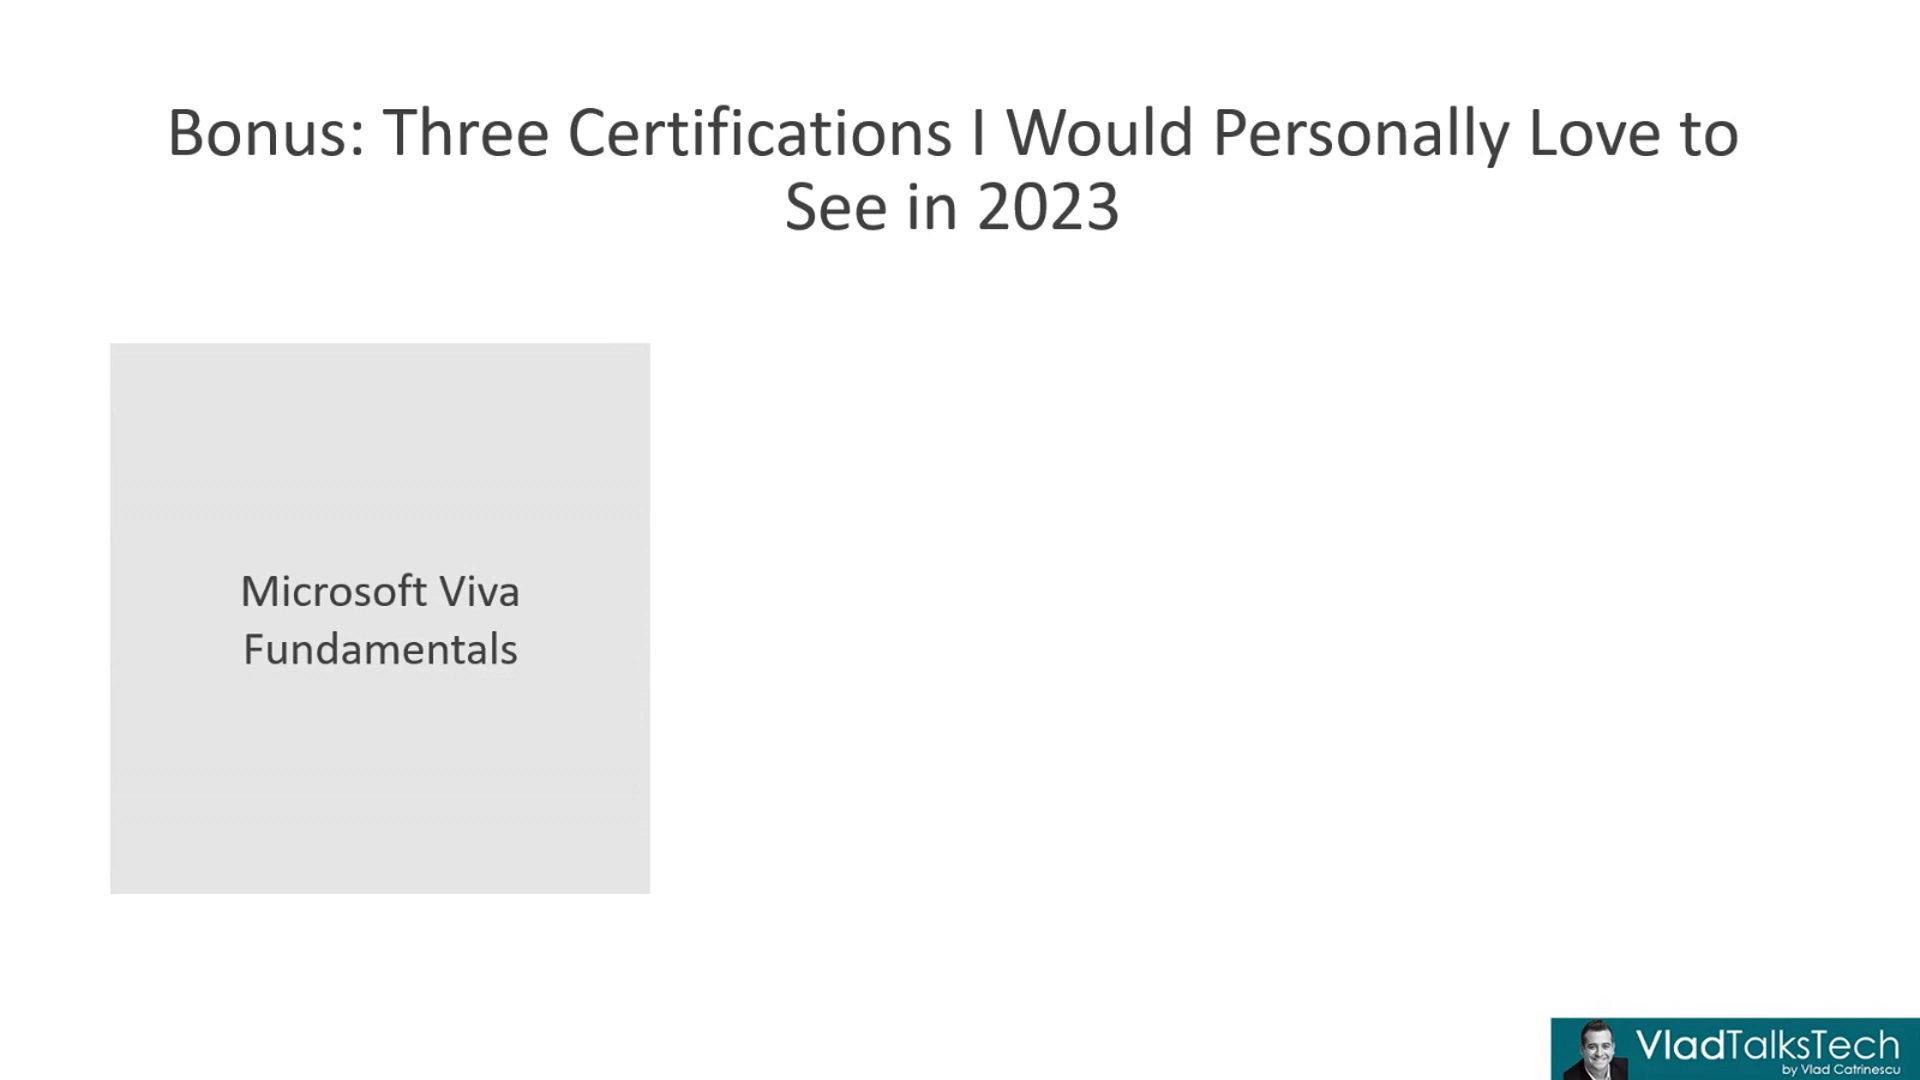 Bonus: Three Certifications I Would Personally Love to
See in 2023
Microsoft Viva
Fundamentals
VladTalksTech
by Vlad Catrinescu